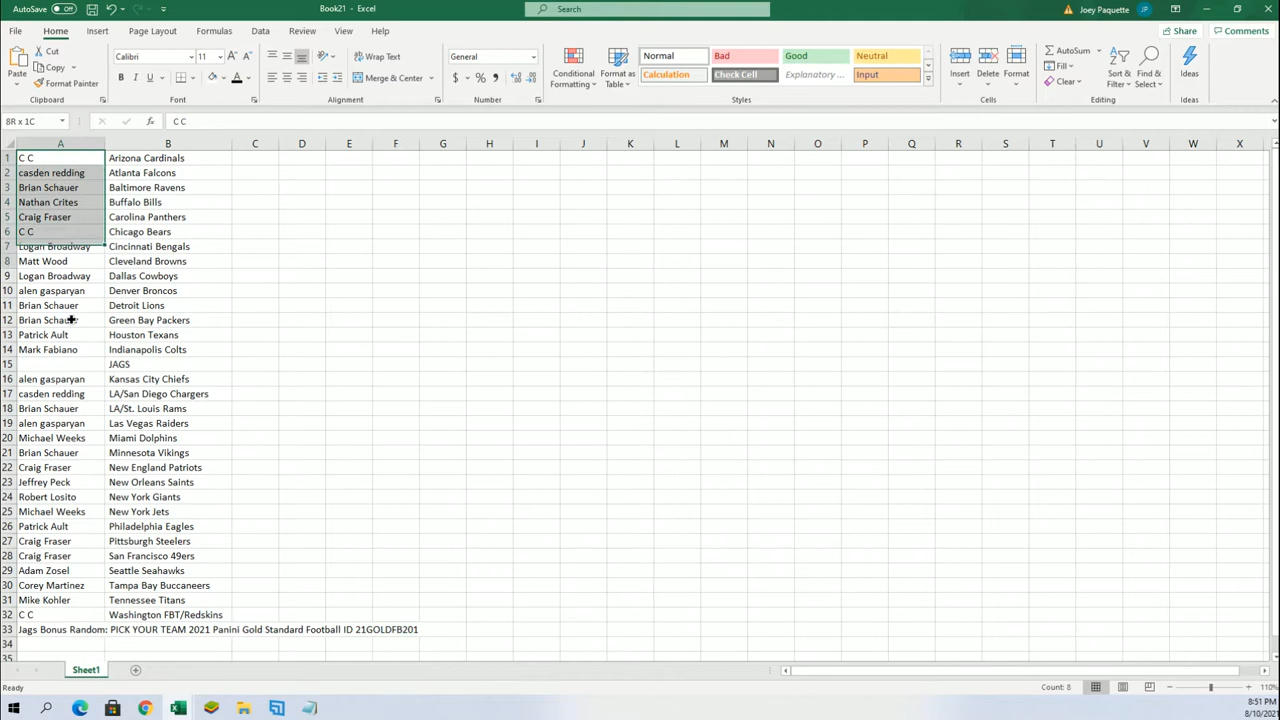 AutoSave Off Book21 - Excel Search Joey Paquette JP
File Home Insert Page Layout Formulas Data Review View Help Share Comments
Paste Cut Copy Format Painter Clipboard
Calibri 11 A A B I U A Font
ab Wrap Text Merge & Center Alignment
General $ % , Number
Conditional Formatting Format as Table
Normal Bad Good Neutral
Calculation Check Cell Explanatory ... Input
Styles
Insert Delete Format Cells
AutoSum Fill Clear Sort & Filter Find & Select Editing
Ideas Ideas
8R x 1C fx C C
A B C D E F G H I J K L M N O P Q R S T U V W X
1 C C Arizona Cardinals
2 casden redding Atlanta Falcons
3 Brian Schauer Baltimore Ravens
4 Nathan Crites Buffalo Bills
5 Craig Fraser Carolina Panthers
6 C C Chicago Bears
7 Logan Broadway Cincinnati Bengals
8 Matt Wood Cleveland Browns
9 Logan Broadway Dallas Cowboys
10 alen gasparyan Denver Broncos
11 Brian Schauer Detroit Lions
12 Brian Schauer Green Bay Packers
13 Patrick Ault Houston Texans
14 Mark Fabiano Indianapolis Colts
15 JAGS
16 alen gasparyan Kansas City Chiefs
17 casden redding LA/San Diego Chargers
18 Brian Schauer LA/St. Louis Rams
19 alen gasparyan Las Vegas Raiders
20 Michael Weeks Miami Dolphins
21 Brian Schauer Minnesota Vikings
22 Craig Fraser New England Patriots
23 Jeffrey Peck New Orleans Saints
24 Robert Losito New York Giants
25 Michael Weeks New York Jets
26 Patrick Ault Philadelphia Eagles
27 Craig Fraser Pittsburgh Steelers
28 Craig Fraser San Francisco 49ers
29 Adam Zosel Seattle Seahawks
30 Corey Martinez Tampa Bay Buccaneers
31 Mike Kohler Tennessee Titans
32 C C Washington FBT/Redskins
33 Jags Bonus Random: PICK YOUR TEAM 2021 Panini Gold Standard Football ID 21GOLDFB201
34
35
Sheet1
Ready Count: 8 110%
8:51 PM
8/10/2021